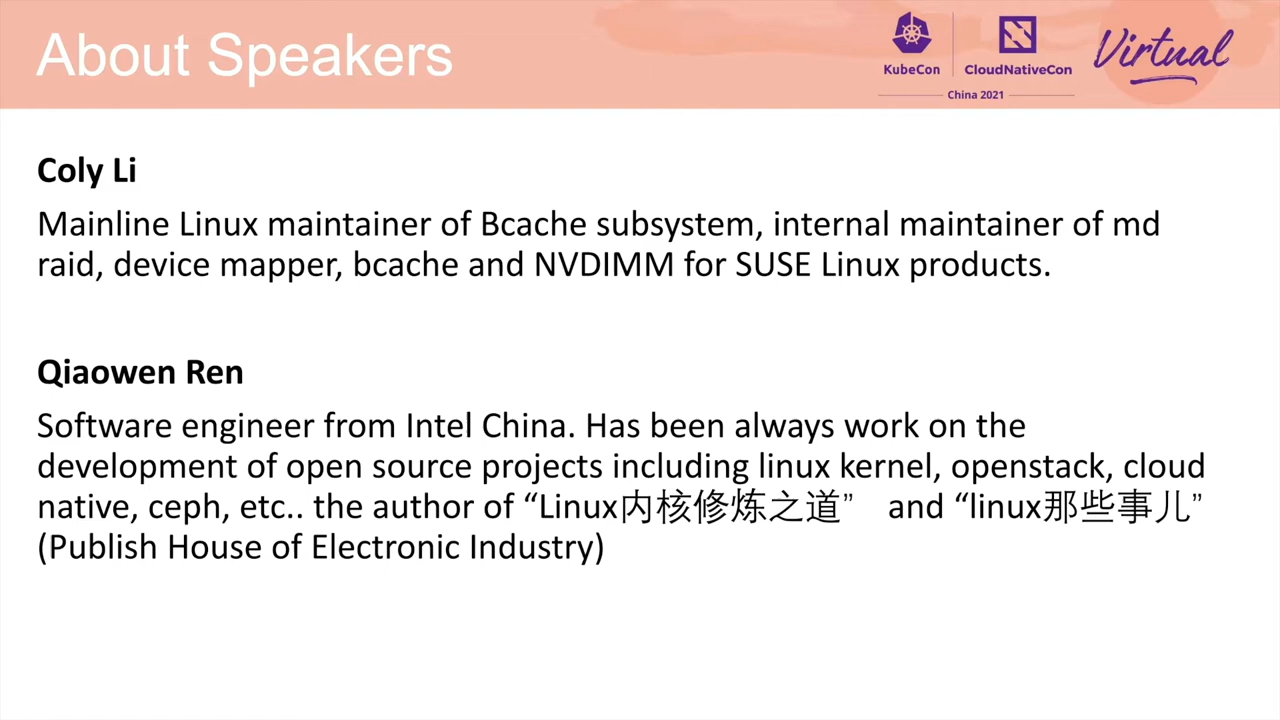 About Speakers
KubeCon
CloudNativeCon
Virtual
China 2021
Coly Li
Mainline Linux maintainer of Bcache subsystem, internal maintainer of md
raid, device mapper, bcache and NVDIMM for SUSE Linux products.
Qiaowen Ren
Software engineer from Intel China. Has been always work on the
development of open source projects including linux kernel, openstack, cloud
native, ceph, etc.. the author of “Linux内核修炼之道” and “linux那些事儿”
(Publish House of Electronic Industry)